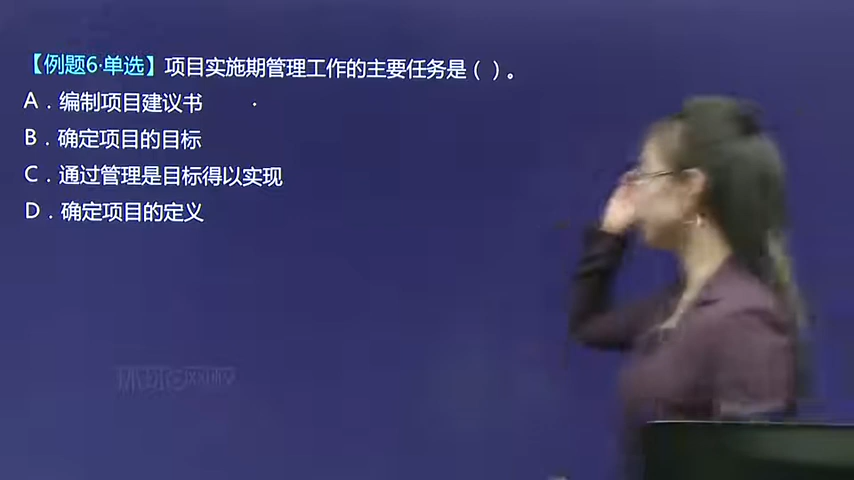 【例题6·单选】项目实施期管理工作的主要任务是（ ）。
A．编制项目建议书
B．确定项目的目标
C．通过管理是目标得以实现
D．确定项目的定义